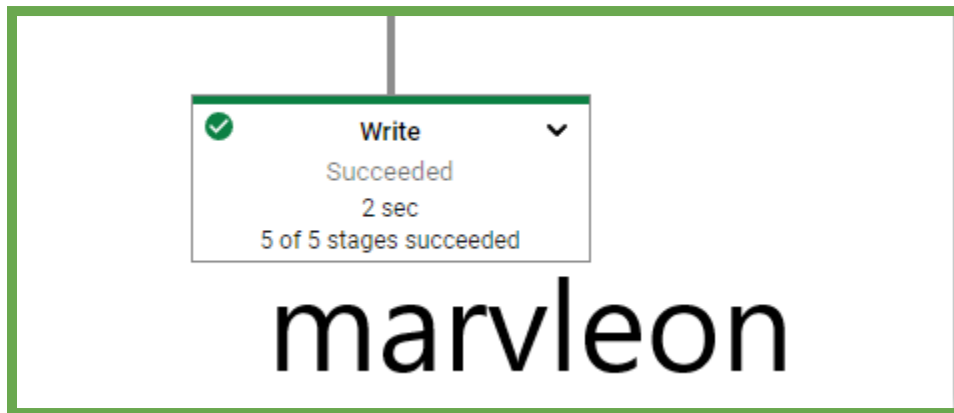 Write
Succeeded
2 sec
5 of 5 stages succeeded
marvleon